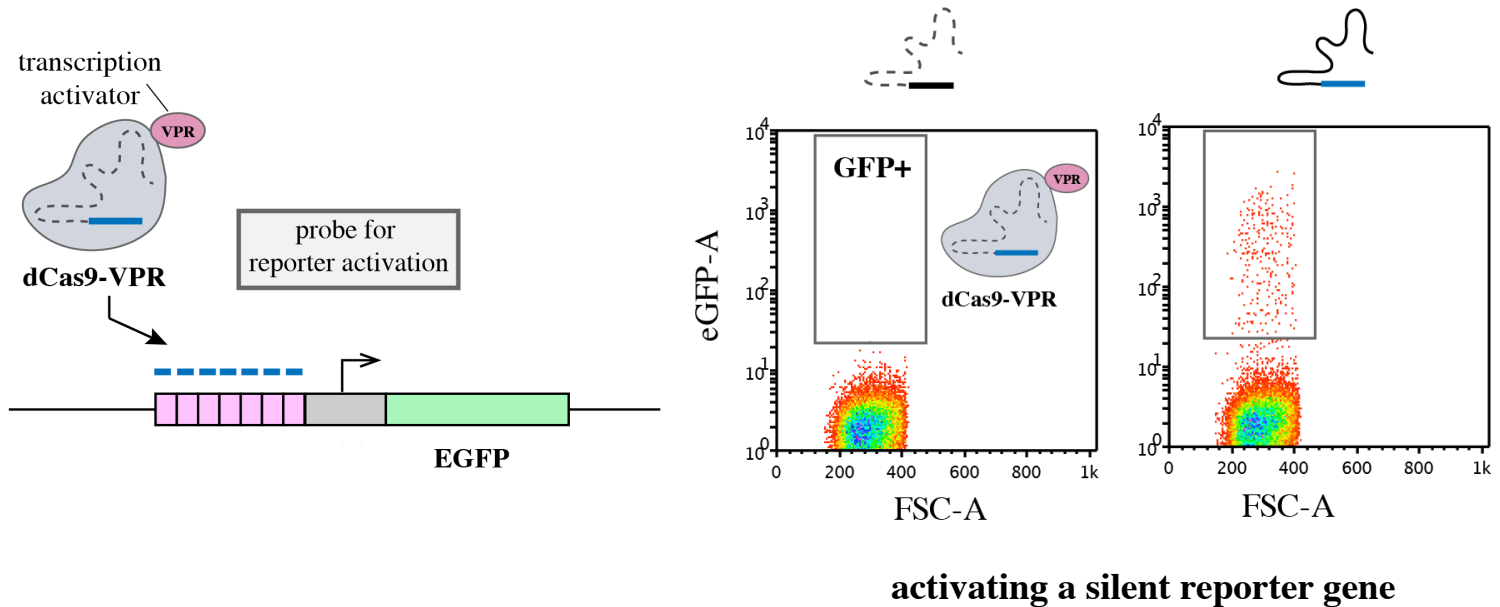 transcription
activator
VPR
dCas9-VPR
probe for
reporter activation
EGFP
eGFP-A
10^4
10^3
10^2
10^1
10^0
GFP+
VPR
dCas9-VPR
0 200 400 600 800 1k
FSC-A
10^4
10^3
10^2
10^1
10^0
0 200 400 600 800 1k
FSC-A
activating a silent reporter gene